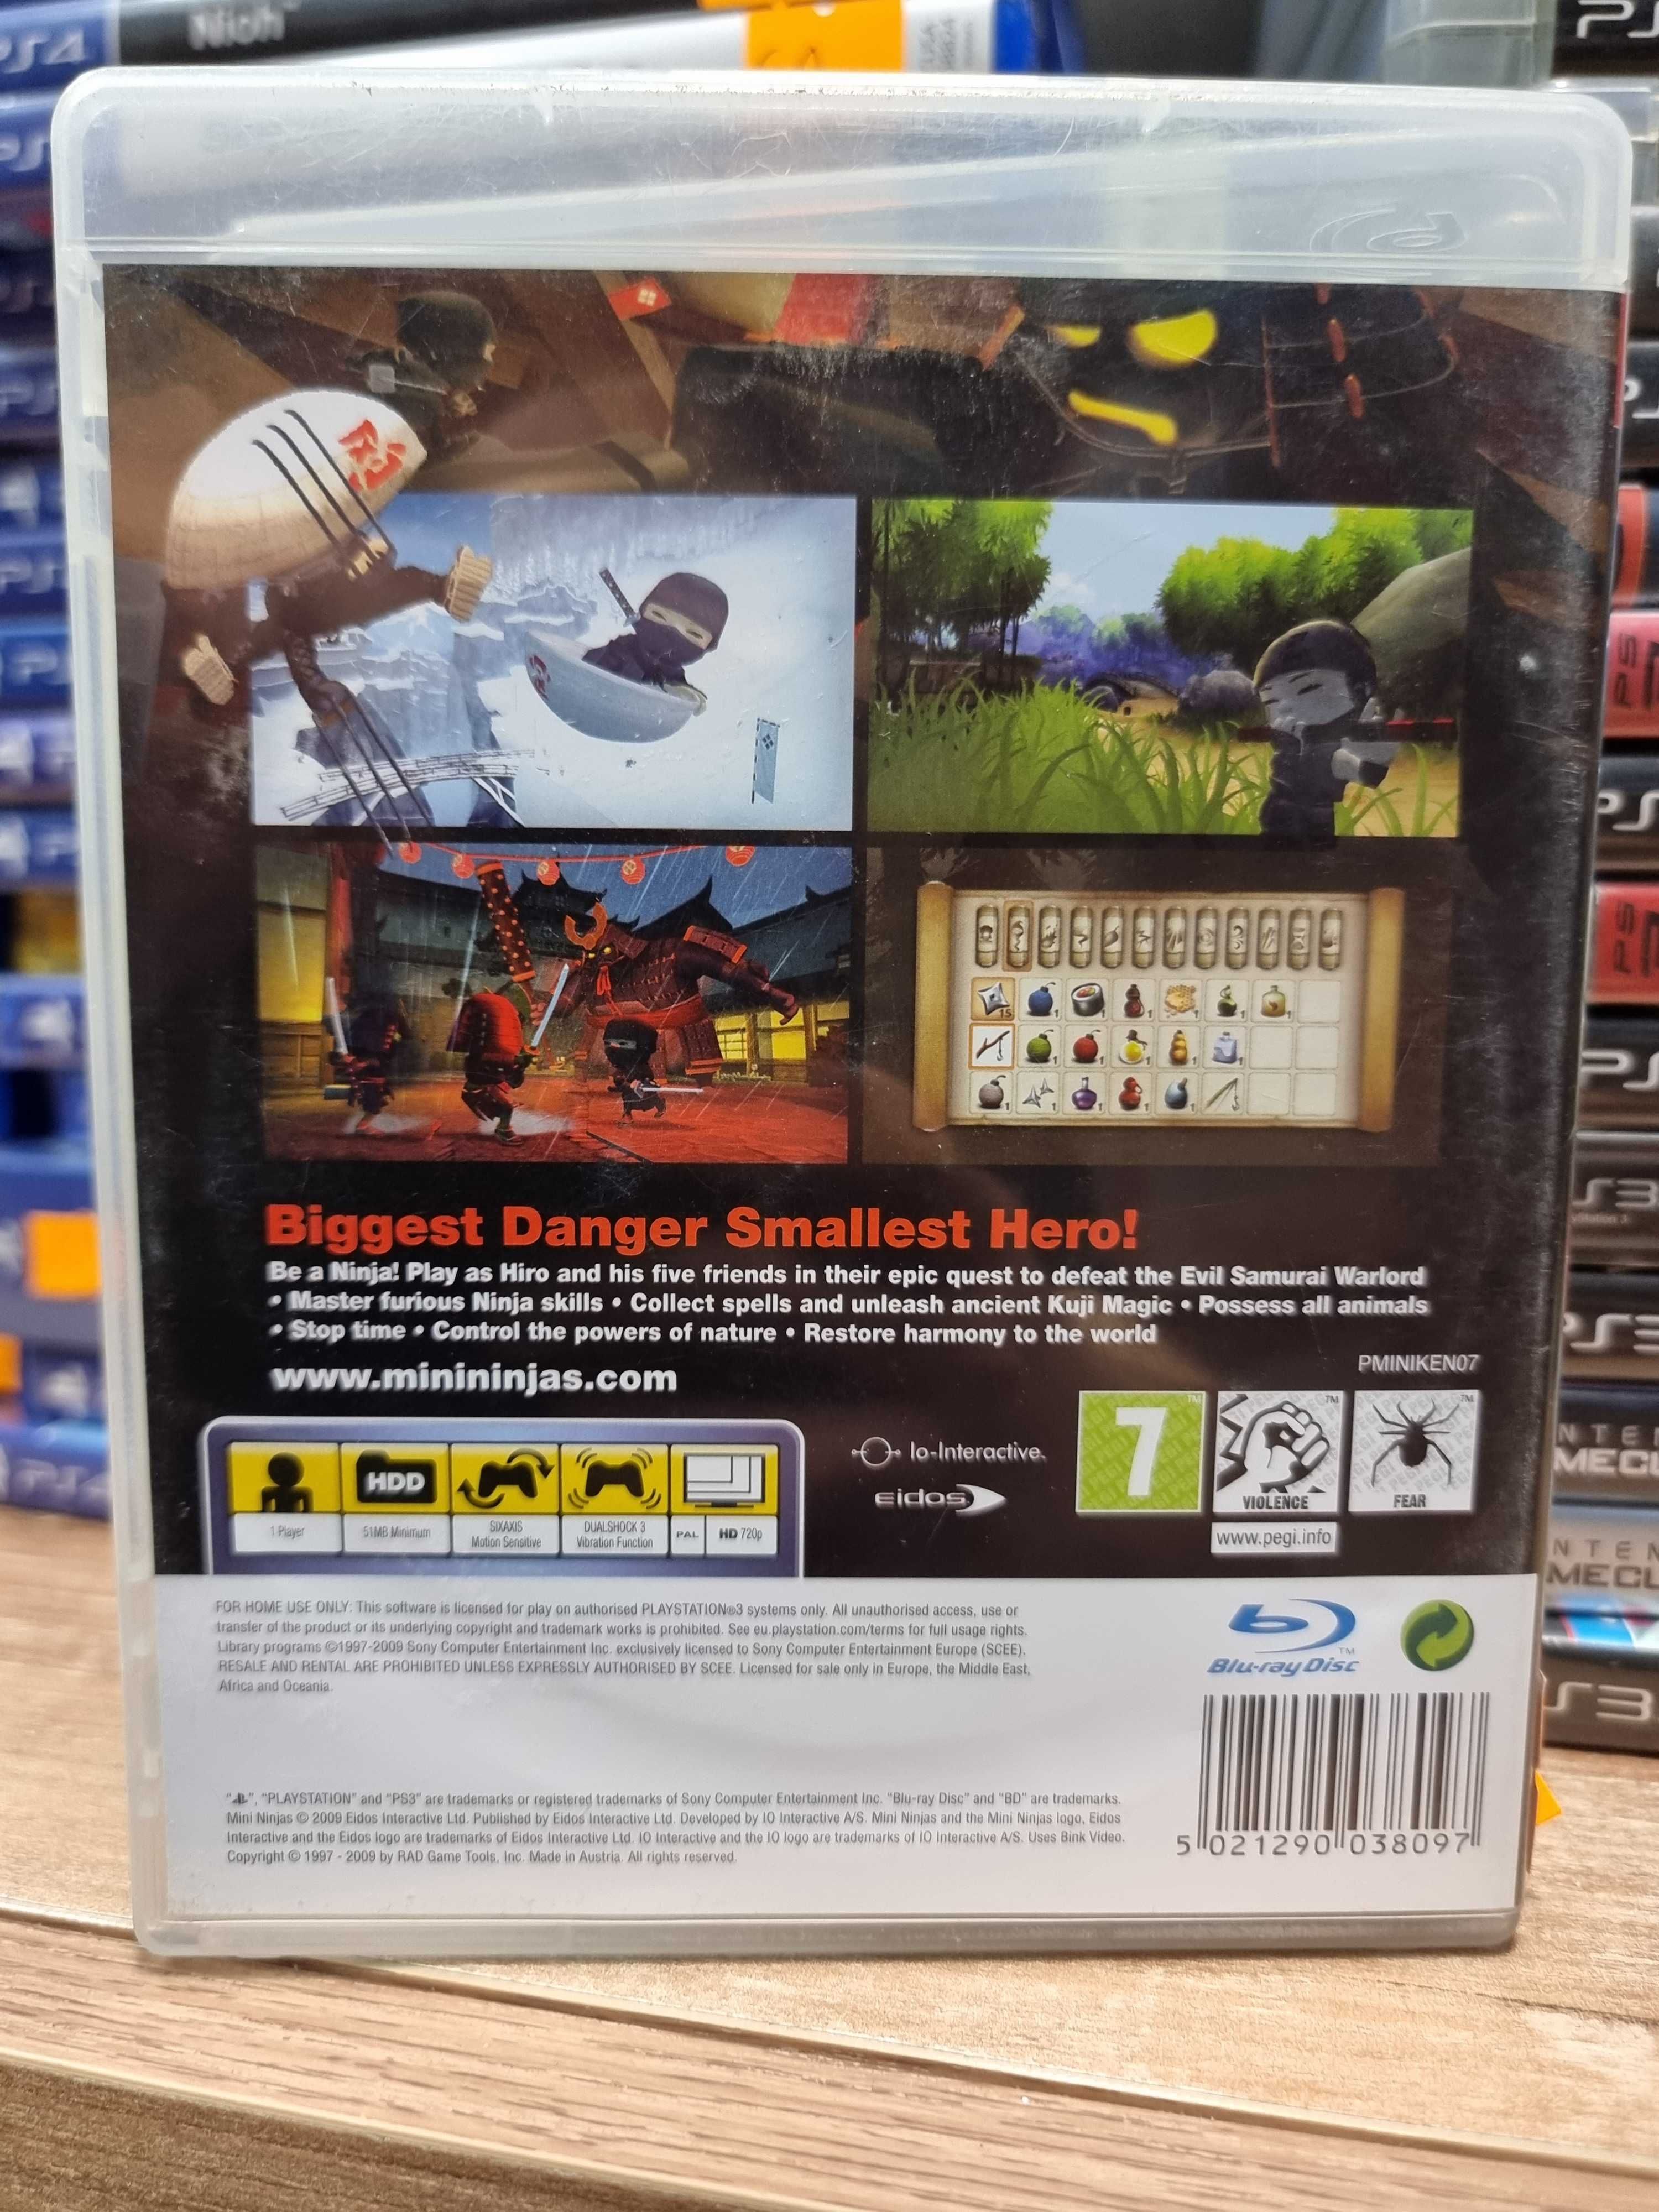 Nioh
PS4
Biggest Danger Smallest Hero!
Be a Ninja! Play as Hiro and his five friends in their epic quest to defeat the Evil Samurai Warlord
• Master furious Ninja skills • Collect spells and unleash ancient Kuji Magic • Possess all animals
• Stop time • Control the powers of nature • Restore harmony to the world
www.minininjas.com
PMINIKEN07
HDD
1 Player
51MB Minimum
SIXAXIS
Motion Sensitive
DUALSHOCK 3
Vibration Function
PAL
HD 720p
Io-Interactive.
eidos
7
VIOLENCE
FEAR
www.pegi.info
FOR HOME USE ONLY: This software is licensed for play on authorised PLAYSTATION®3 systems only. All unauthorised access, use or
transfer of the product or its underlying copyright and trademark works is prohibited. See eu.playstation.com/terms for full usage rights.
Library programs ©1997-2009 Sony Computer Entertainment Inc. exclusively licensed to Sony Computer Entertainment Europe (SCEE).
RESALE AND RENTAL ARE PROHIBITED UNLESS EXPRESSLY AUTHORISED BY SCEE. Licensed for sale only in Europe, the Middle East,
Africa and Oceania.
Blu-ray Disc™
"", "PLAYSTATION" and "PS3" are trademarks or registered trademarks of Sony Computer Entertainment Inc. "Blu-ray Disc" and "BD" are trademarks.
Mini Ninjas © 2009 Eidos Interactive Ltd. Published by Eidos Interactive Ltd. Developed by IO Interactive A/S. Mini Ninjas and the Mini Ninjas logo, Eidos
Interactive and the Eidos logo are trademarks of Eidos Interactive Ltd. IO Interactive and the IO logo are trademarks of IO Interactive A/S. Uses Bink Video.
Copyright © 1997 - 2009 by RAD Game Tools, Inc. Made in Austria. All rights reserved.
5 021290 038097